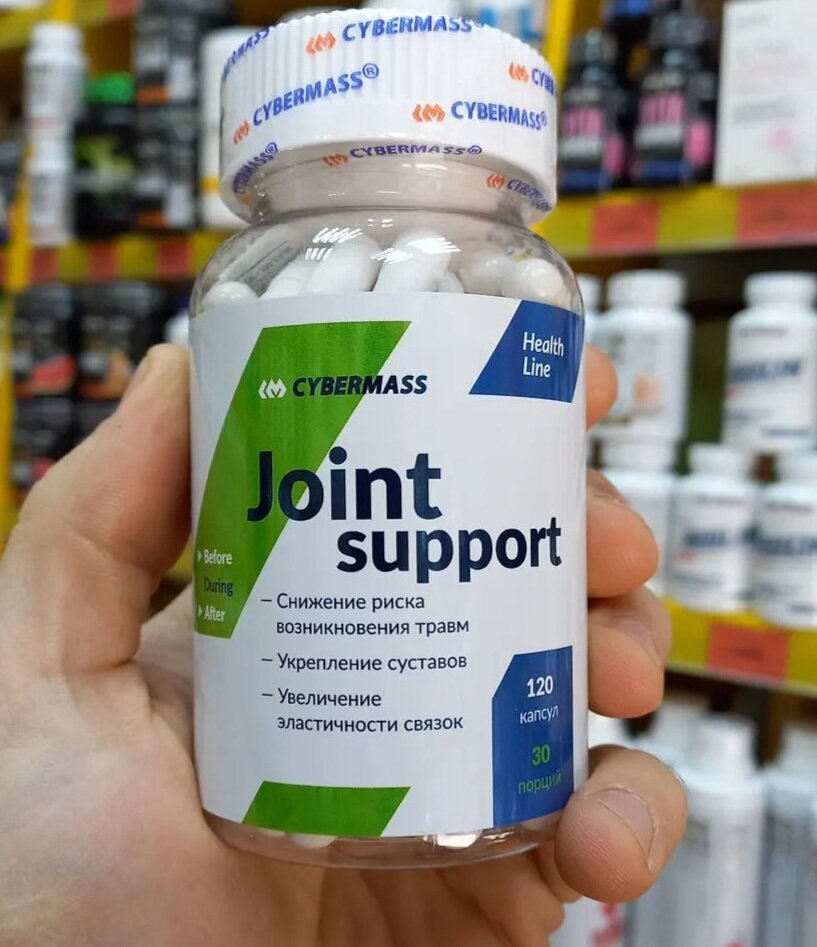 CYBERMASS
CYBERMASS®
CYBERMASS®
CYBERMASS®
Health
Line
CYBERMASS
Joint
support
Before
During
After
– Снижение риска
возникновения травм
– Укрепление суставов
– Увеличение
эластичности связок
120
капсул
30
порций